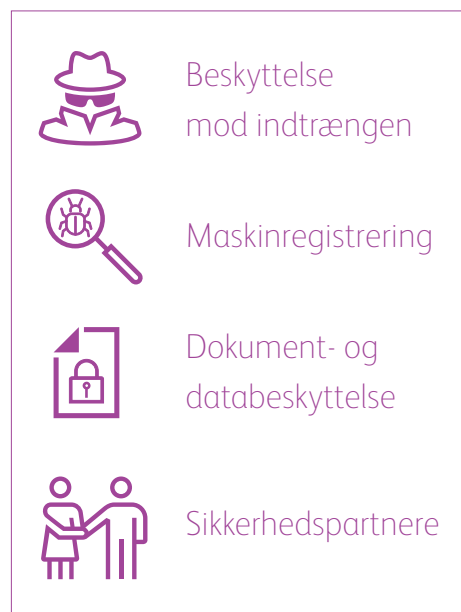 Beskyttelse
mod indtrængen
Maskinregistrering
Dokument- og
databeskyttelse
Sikkerhedspartnere